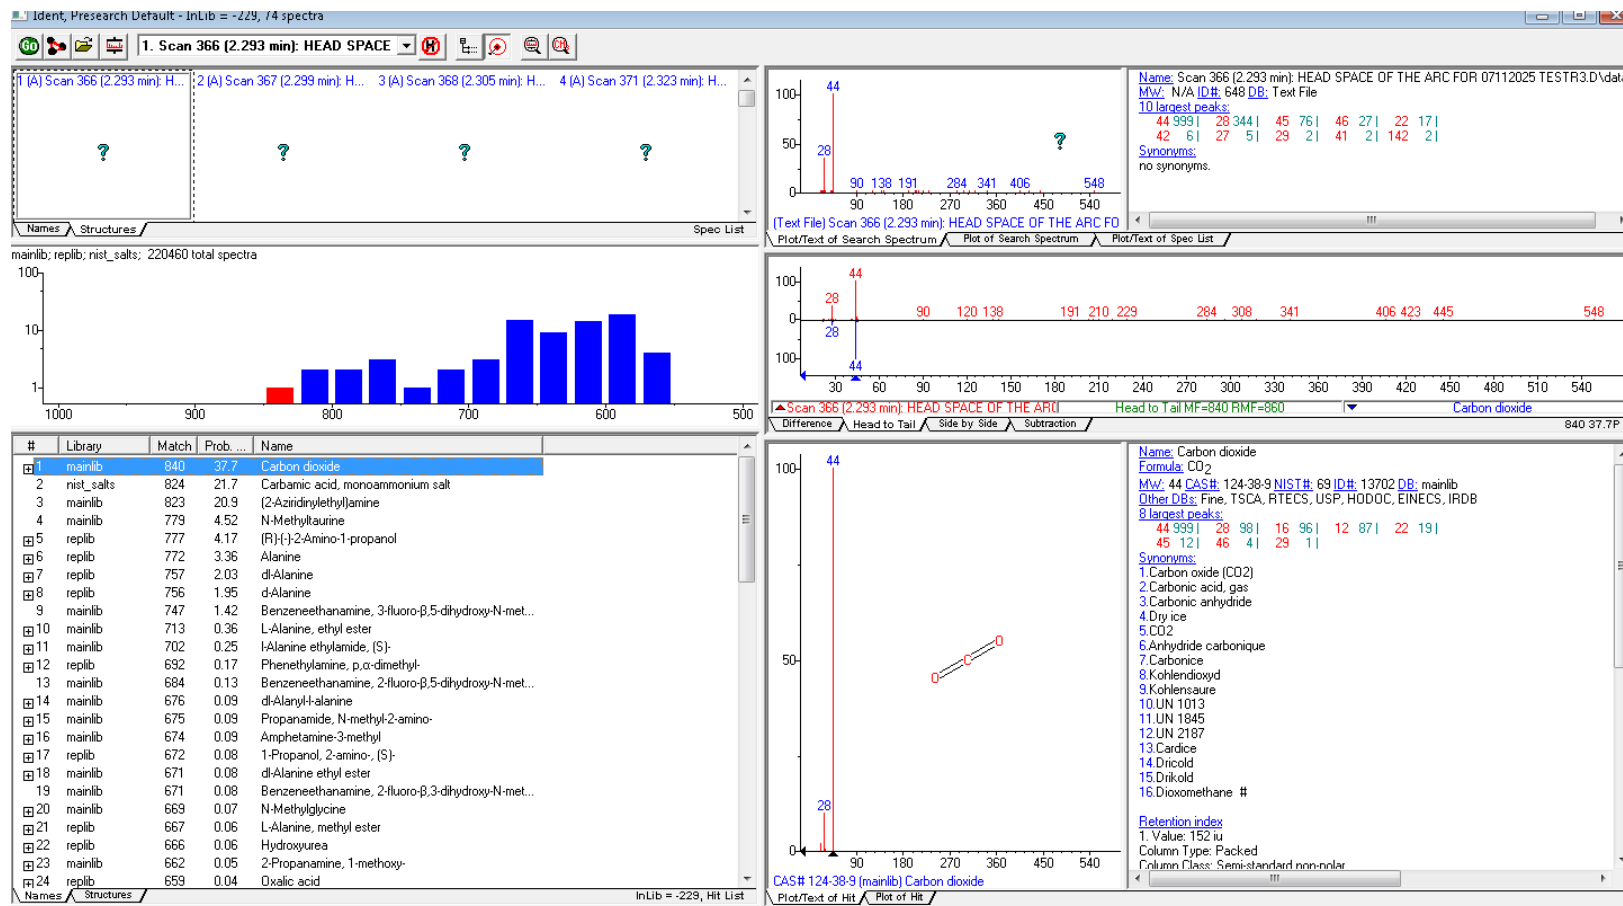 Ident, Presearch Default - InLib = -229, 74 spectra
GO
1. Scan 366 (2.293 min): HEAD SPACE
1 (A) Scan 366 (2.293 min): H... 2 (A) Scan 367 (2.299 min): H... 3 (A) Scan 368 (2.305 min): H... 4 (A) Scan 371 (2.323 min): H...
? ? ? ?
Names Structures Spec List
mainlib; replib; nist_salts; 220460 total spectra
100
10
1
1000 900 800 700 600 500
# Library Match Prob. ... Name
1 mainlib 840 37.7 Carbon dioxide
2 nist_salts 824 21.7 Carbamic acid, monoammonium salt
3 mainlib 823 20.9 (2-Aziridinylethyl)amine
4 mainlib 779 4.52 N-Methyltaurine
5 replib 777 4.17 (R)-(-)-2-Amino-1-propanol
6 replib 772 3.36 Alanine
7 replib 757 2.03 dl-Alanine
8 replib 756 1.95 d-Alanine
9 mainlib 747 1.42 Benzeneethanamine, 3-fluoro-β,5-dihydroxy-N-met...
10 mainlib 713 0.36 L-Alanine, ethyl ester
11 mainlib 702 0.25 l-Alanine ethylamide, (S)-
12 replib 692 0.17 Phenethylamine, p,α-dimethyl-
13 mainlib 684 0.13 Benzeneethanamine, 2-fluoro-β,5-dihydroxy-N-met...
14 mainlib 676 0.09 dl-Alanyl-l-alanine
15 mainlib 675 0.09 Propanamide, N-methyl-2-amino-
16 mainlib 674 0.09 Amphetamine-3-methyl
17 replib 672 0.08 1-Propanol, 2-amino-, (S)-
18 mainlib 671 0.08 dl-Alanine ethyl ester
19 mainlib 671 0.08 Benzeneethanamine, 2-fluoro-β,3-dihydroxy-N-met...
20 mainlib 669 0.07 N-Methylglycine
21 replib 667 0.06 L-Alanine, methyl ester
22 replib 666 0.06 Hydroxyurea
23 mainlib 662 0.05 2-Propanamine, 1-methoxy-
24 replib 659 0.04 Oxalic acid
Names Structures InLib = -229, Hit List
44
100
50
28
?
90 138 191 284 341 406 548
0
90 180 270 360 450 540
(Text File) Scan 366 (2.293 min): HEAD SPACE OF THE ARC FO
Plot/Text of Search Spectrum Plot of Search Spectrum Plot/Text of Spec List
Name: Scan 366 (2.293 min): HEAD SPACE OF THE ARC FOR 07112025 TESTR3.D\data
MW: N/A ID#: 648 DB: Text File
10 largest peaks:
44 999 | 28 344 | 45 76 | 46 27 | 22 17 |
42 6 | 27 5 | 29 2 | 41 2 | 142 2 |
Synonyms:
no synonyms.
44
100
28 90 120 138 191 210 229 284 308 341 406 423 445 548
0
28
100
44
30 60 90 120 150 180 210 240 270 300 330 360 390 420 450 480 510 540
Scan 366 (2.293 min): HEAD SPACE OF THE ARC( Head to Tail MF=840 RMF=860 Carbon dioxide
Difference Head to Tail Side by Side Subtraction 840 37.7P
44
100
50
O C O
28
0
90 180 270 360 450 540
CAS# 124-38-9 (mainlib) Carbon dioxide
Plot/Text of Hit Plot of Hit
Name: Carbon dioxide
Formula: CO2
MW: 44 CAS#: 124-38-9 NIST#: 69 ID#: 13702 DB: mainlib
Other DBs: Fine, TSCA, RTECS, USP, HODOC, EINECS, IRDB
8 largest peaks:
44 999 | 28 98 | 16 96 | 12 87 | 22 19 |
45 12 | 46 4 | 29 1 |
Synonyms:
1.Carbon oxide (CO2)
2.Carbonic acid, gas
3.Carbonic anhydride
4.Dry ice
5.CO2
6.Anhydride carbonique
7.Carbonice
8.Kohlendioxyd
9.Kohlensaure
10.UN 1013
11.UN 1845
12.UN 2187
13.Cardice
14.Dricold
15.Drikold
16.Dioxomethane #
Retention index
1. Value: 152 iu
Column Type: Packed
Column Class: Semi-standard non-polar